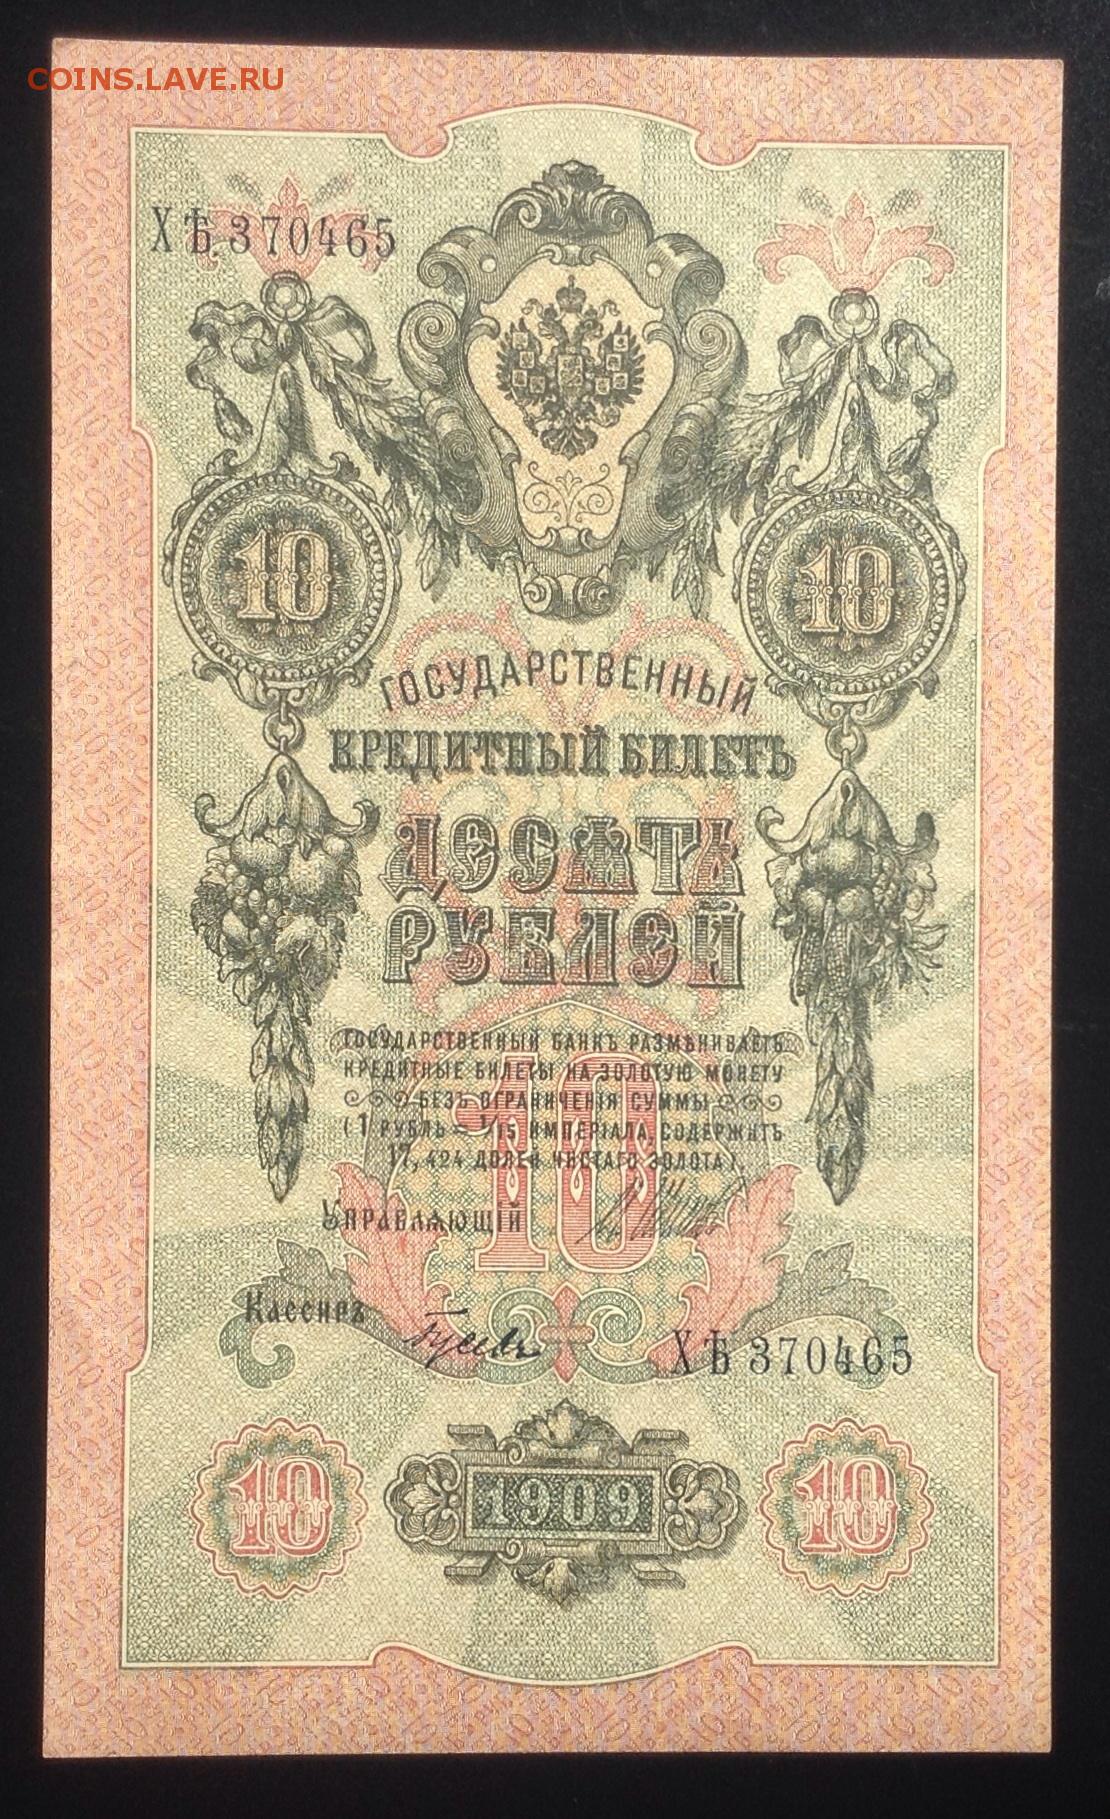 COINS.LAVE.RU
ХѢ.370465
10 10
ГОСУДАРСТВЕННЫЙ
КРЕДИТНЫЙ БИЛЕТЪ
ДЕСЯТЬ
РУБЛЕЙ
ГОСУДАРСТВЕННЫЙ БАНКЪ РАЗМѢНИВАЕТЪ
КРЕДИТНЫЕ БИЛЕТЫ НА ЗОЛОТУЮ МОНЕТУ
БЕЗЪ ОГРАНИЧЕНІЯ СУММЫ
(1 РУБЛЬ = 1/15 ИМПЕРІАЛА, СОДЕРЖИТЪ
17,424 ДОЛЕЙ ЧИСТАГО ЗОЛОТА).
10
Управляющій
Кассиръ
ХѢ 370465
10 1909 10